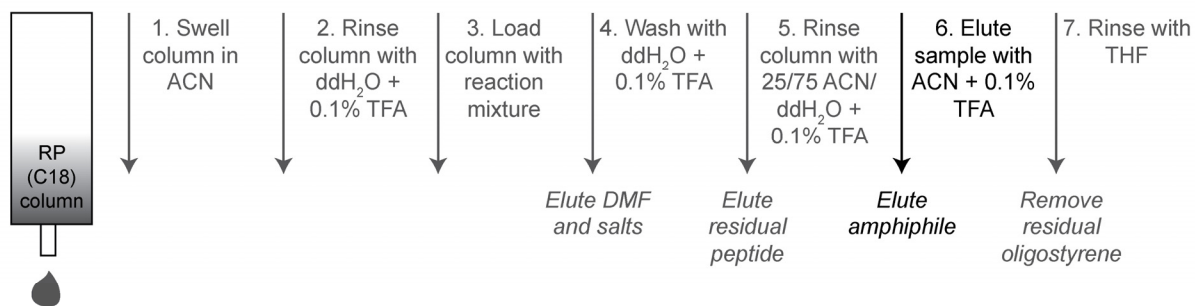 RP
(C18)
column
1. Swell
column in
ACN
2. Rinse
column with
ddH₂O +
0.1% TFA
3. Load
column with
reaction
mixture
4. Wash with
ddH₂O +
0.1% TFA
Elute DMF
and salts
5. Rinse
column with
25/75 ACN/
ddH₂O +
0.1% TFA
Elute
residual
peptide
6. Elute
sample with
ACN + 0.1%
TFA
Elute
amphiphile
7. Rinse with
THF
Remove
residual
oligostyrene